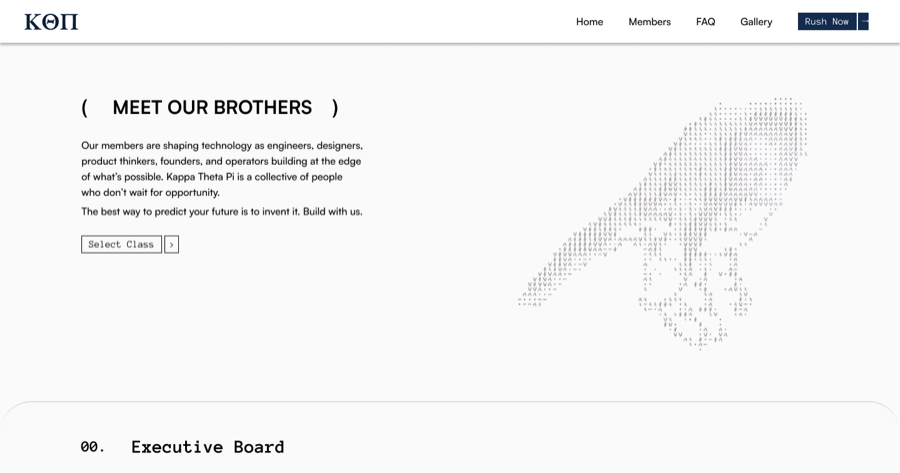 ΚΘΠ
Home Members FAQ Gallery Rush Now →
( MEET OUR BROTHERS )
Our members are shaping technology as engineers, designers,
product thinkers, founders, and operators building at the edge
of what's possible. Kappa Theta Pi is a collective of people
who don't wait for opportunity.
The best way to predict your future is to invent it. Build with us.
Select Class >
00. Executive Board